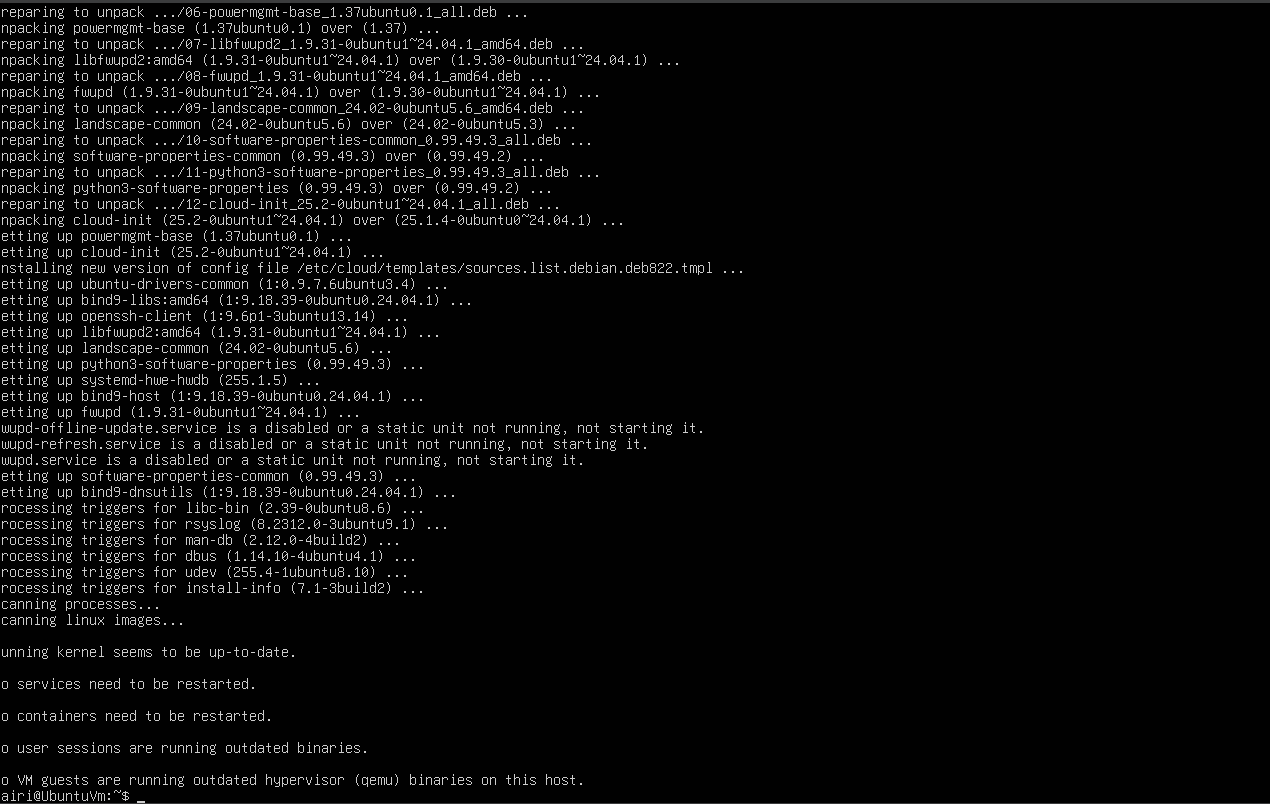 reparing to unpack .../06-powermgmt-base_1.37ubuntu0.1_all.deb ...
npacking powermgmt-base (1.37ubuntu0.1) over (1.37) ...
reparing to unpack .../07-libfwupd2_1.9.31-0ubuntu1~24.04.1_amd64.deb ...
npacking libfwupd2:amd64 (1.9.31-0ubuntu1~24.04.1) over (1.9.30-0ubuntu1~24.04.1) ...
reparing to unpack .../08-fwupd_1.9.31-0ubuntu1~24.04.1_amd64.deb ...
npacking fwupd (1.9.31-0ubuntu1~24.04.1) over (1.9.30-0ubuntu1~24.04.1) ...
reparing to unpack .../09-landscape-common_24.02-0ubuntu5.6_amd64.deb ...
npacking landscape-common (24.02-0ubuntu5.6) over (24.02-0ubuntu5.3) ...
reparing to unpack .../10-software-properties-common_0.99.49.3_all.deb ...
npacking software-properties-common (0.99.49.3) over (0.99.49.2) ...
reparing to unpack .../11-python3-software-properties_0.99.49.3_all.deb ...
npacking python3-software-properties (0.99.49.3) over (0.99.49.2) ...
reparing to unpack .../12-cloud-init_25.2-0ubuntu1~24.04.1_all.deb ...
npacking cloud-init (25.2-0ubuntu1~24.04.1) over (25.1.4-0ubuntu0~24.04.1) ...
etting up powermgmt-base (1.37ubuntu0.1) ...
etting up cloud-init (25.2-0ubuntu1~24.04.1) ...
nstalling new version of config file /etc/cloud/templates/sources.list.debian.deb822.tmpl ...
etting up ubuntu-drivers-common (1:0.9.7.6ubuntu3.4) ...
etting up bind9-libs:amd64 (1:9.18.39-0ubuntu0.24.04.1) ...
etting up openssh-client (1:9.6p1-3ubuntu13.14) ...
etting up libfwupd2:amd64 (1.9.31-0ubuntu1~24.04.1) ...
etting up landscape-common (24.02-0ubuntu5.6) ...
etting up python3-software-properties (0.99.49.3) ...
etting up systemd-hwe-hwdb (255.1.5) ...
etting up bind9-host (1:9.18.39-0ubuntu0.24.04.1) ...
etting up fwupd (1.9.31-0ubuntu1~24.04.1) ...
wupd-offline-update.service is a disabled or a static unit not running, not starting it.
wupd-refresh.service is a disabled or a static unit not running, not starting it.
wupd.service is a disabled or a static unit not running, not starting it.
etting up software-properties-common (0.99.49.3) ...
etting up bind9-dnsutils (1:9.18.39-0ubuntu0.24.04.1) ...
rocessing triggers for libc-bin (2.39-0ubuntu8.6) ...
rocessing triggers for rsyslog (8.2312.0-3ubuntu9.1) ...
rocessing triggers for man-db (2.12.0-4build2) ...
rocessing triggers for dbus (1.14.10-4ubuntu4.1) ...
rocessing triggers for udev (255.4-1ubuntu8.10) ...
rocessing triggers for install-info (7.1-3build2) ...
canning processes...
canning linux images...
unning kernel seems to be up-to-date.
o services need to be restarted.
o containers need to be restarted.
o user sessions are running outdated binaries.
o VM guests are running outdated hypervisor (qemu) binaries on this host.
airi@UbuntuVm:~$ _